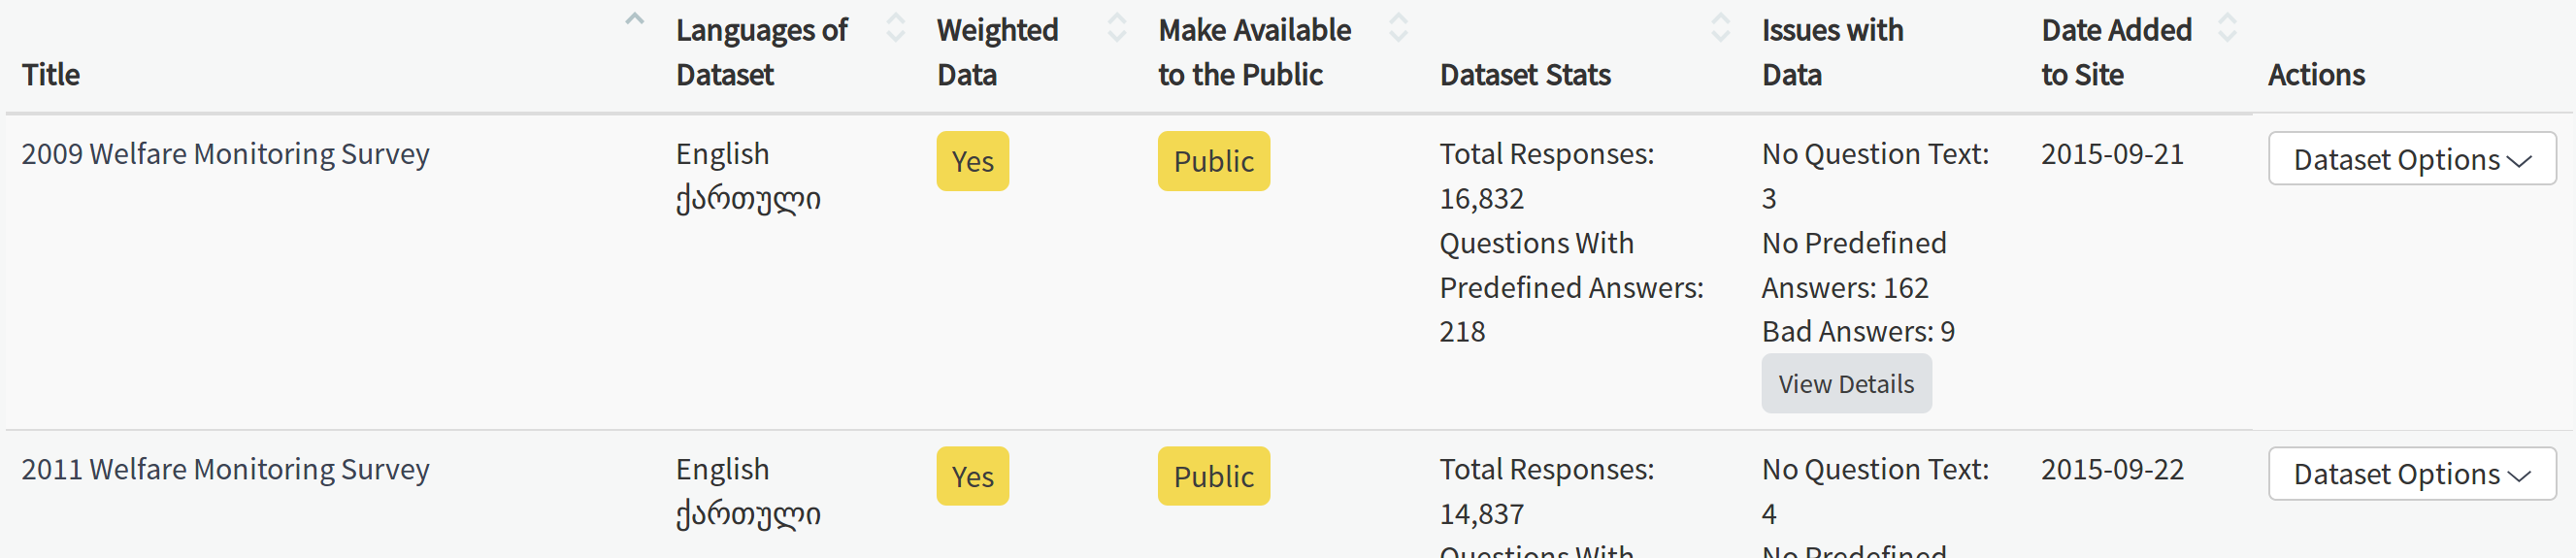 Title
Languages of
Dataset
Weighted
Data
Make Available
to the Public
Dataset Stats
Issues with
Data
Date Added
to Site
Actions
2009 Welfare Monitoring Survey
English
ქართული
Yes
Public
Total Responses:
16,832
Questions With
Predefined Answers:
218
No Question Text:
3
No Predefined
Answers: 162
Bad Answers: 9
View Details
2015-09-21
Dataset Options
2011 Welfare Monitoring Survey
English
ქართული
Yes
Public
Total Responses:
14,837
Questions With
No Question Text:
4
No Predefined
2015-09-22
Dataset Options